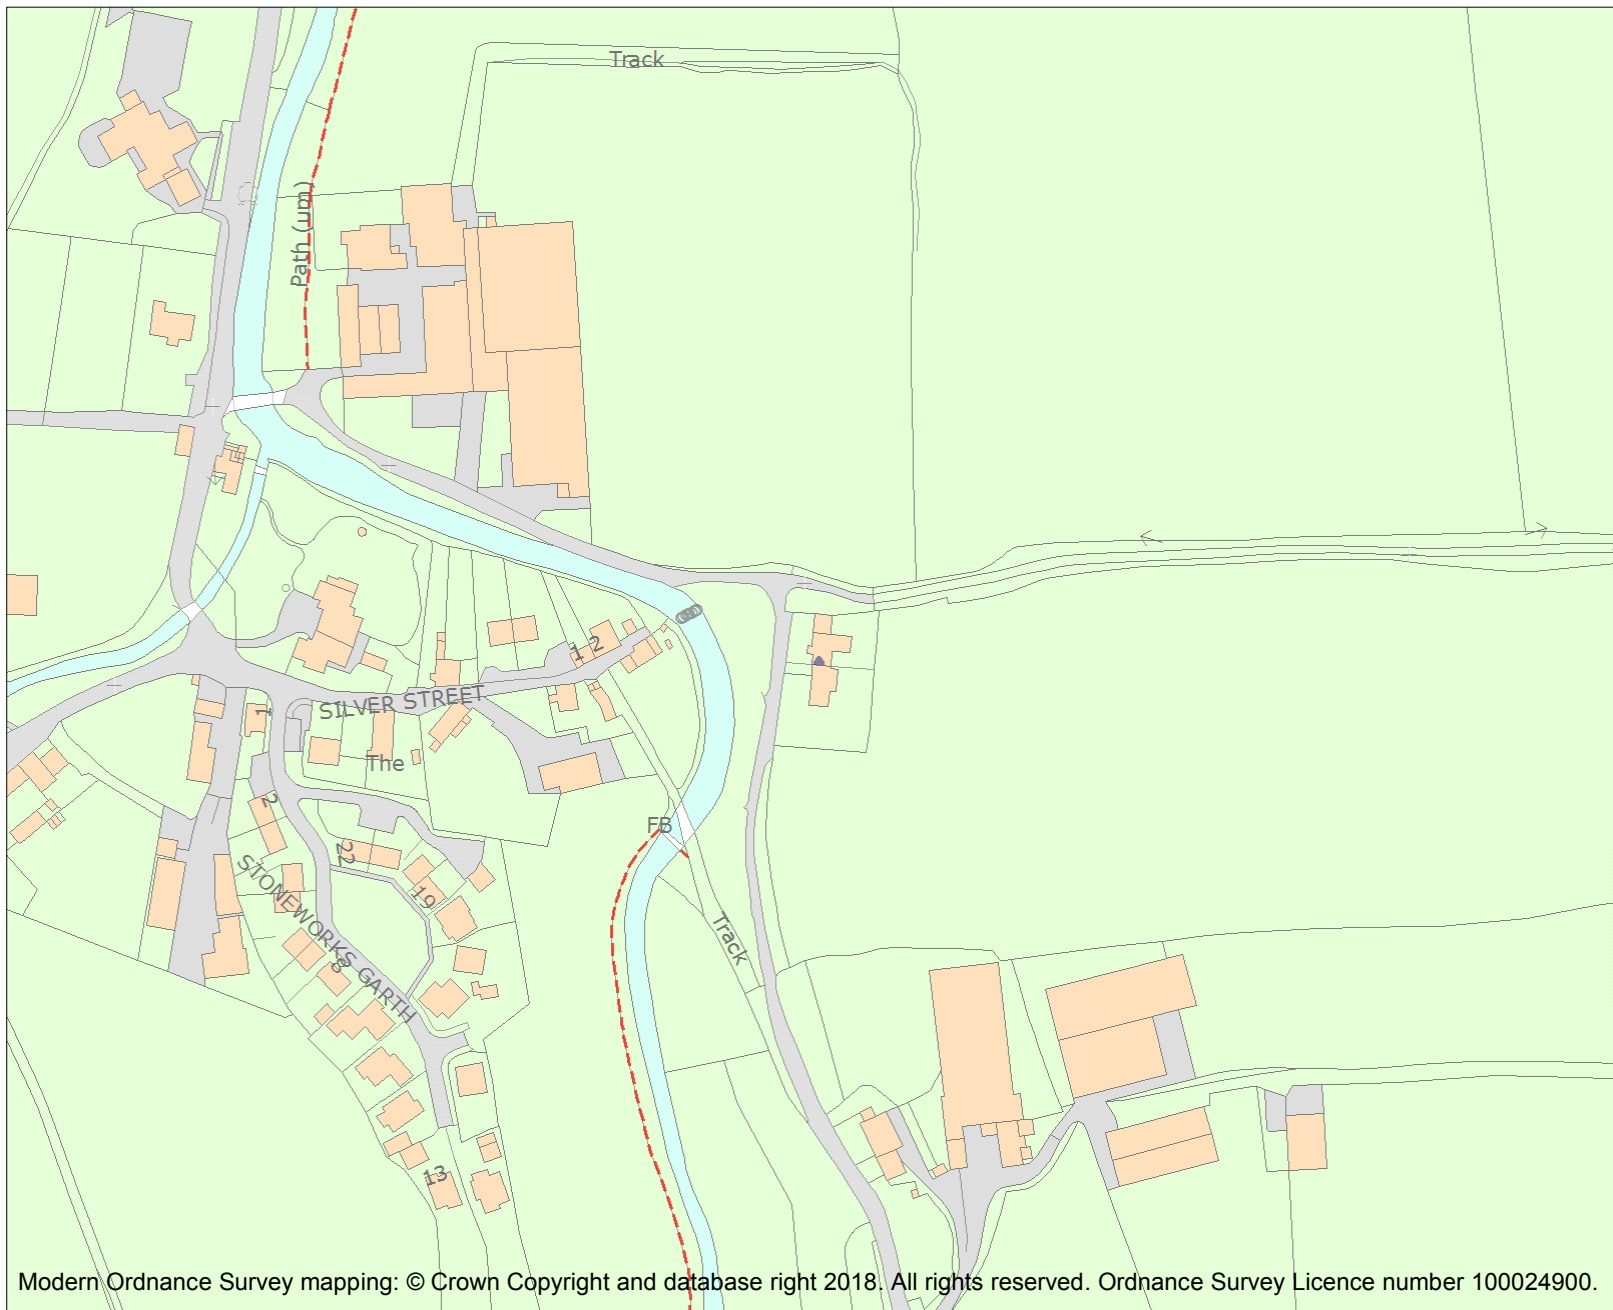 Track
Path (um)
SILVER STREET
1 2
1
The
2
FB
22
19
STONEWORKS GARTH
8
Track
13
Modern Ordnance Survey mapping: © Crown Copyright and database right 2018. All rights reserved. Ordnance Survey Licence number 100024900.